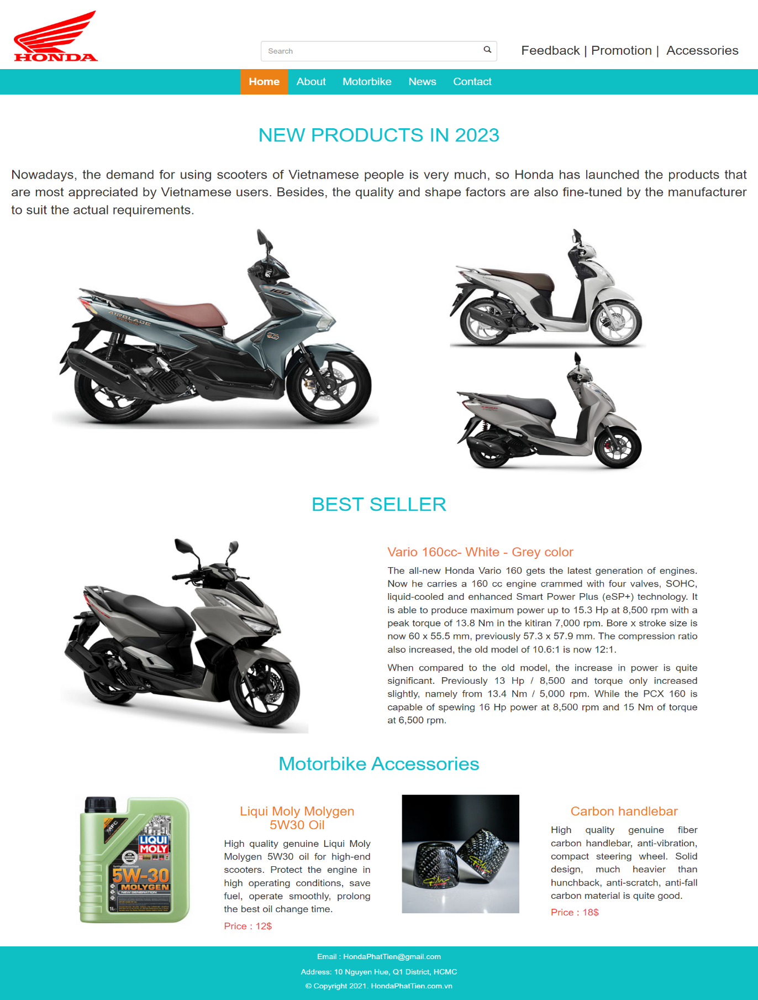 HONDA
Search
Feedback | Promotion | Accessories
Home About Motorbike News Contact
NEW PRODUCTS IN 2023
Nowadays, the demand for using scooters of Vietnamese people is very much, so Honda has launched the products that
are most appreciated by Vietnamese users. Besides, the quality and shape factors are also fine-tuned by the manufacturer
to suit the actual requirements.
160
AIRBLADE
BEST SELLER
Vario 160cc- White - Grey color
The all-new Honda Vario 160 gets the latest generation of engines.
Now he carries a 160 cc engine crammed with four valves, SOHC,
liquid-cooled and enhanced Smart Power Plus (eSP+) technology. It
is able to produce maximum power up to 15.3 Hp at 8,500 rpm with a
peak torque of 13.8 Nm in the kitiran 7,000 rpm. Bore x stroke size is
now 60 x 55.5 mm, previously 57.3 x 57.9 mm. The compression ratio
also increased, the old model of 10.6:1 is now 12:1.
When compared to the old model, the increase in power is quite
significant. Previously 13 Hp / 8,500 and torque only increased
slightly, namely from 13.4 Nm / 5,000 rpm. While the PCX 160 is
capable of spewing 16 Hp power at 8,500 rpm and 15 Nm of torque
at 6,500 rpm.
Motorbike Accessories
MFC
LIQUI
MOLY
5W-30
MOLYGEN
NEW GENERATION
1L
Liqui Moly Molygen
5W30 Oil
High quality genuine Liqui Moly
Molygen 5W30 oil for high-end
scooters. Protect the engine in
high operating conditions, save
fuel, operate smoothly, prolong
the best oil change time.
Price : 12$
Carbon handlebar
High quality genuine fiber
carbon handlebar, anti-vibration,
compact steering wheel. Solid
design, much heavier than
hunchback, anti-scratch, anti-fall
carbon material is quite good.
Price : 18$
Email : HondaPhatTien@gmail.com
Address: 10 Nguyen Hue, Q1 District, HCMC
© Copyright 2021. HondaPhatTien.com.vn